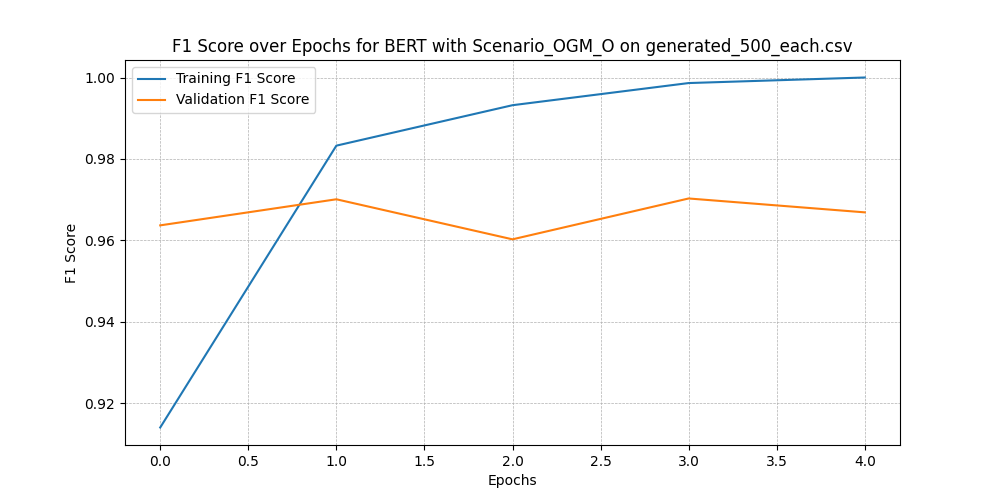 F1 Score over Epochs for BERT with Scenario_OGM_O on generated_500_each.csv
Training F1 Score
Validation F1 Score
F1 Score
1.00
0.98
0.96
0.94
0.92
0.0 0.5 1.0 1.5 2.0 2.5 3.0 3.5 4.0
Epochs